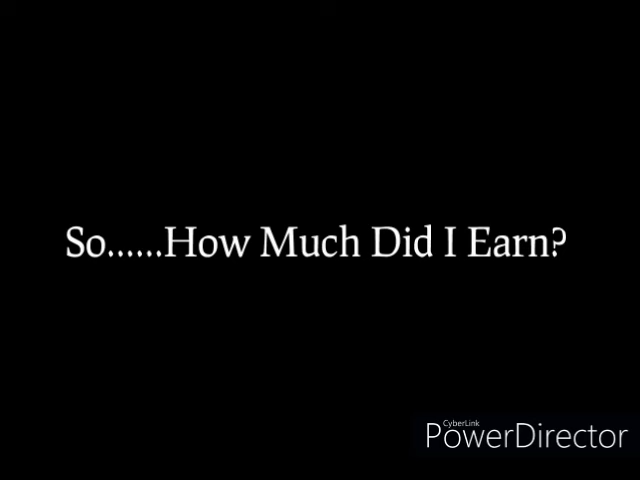 So......How Much Did I Earn?
CyberLink
PowerDirector